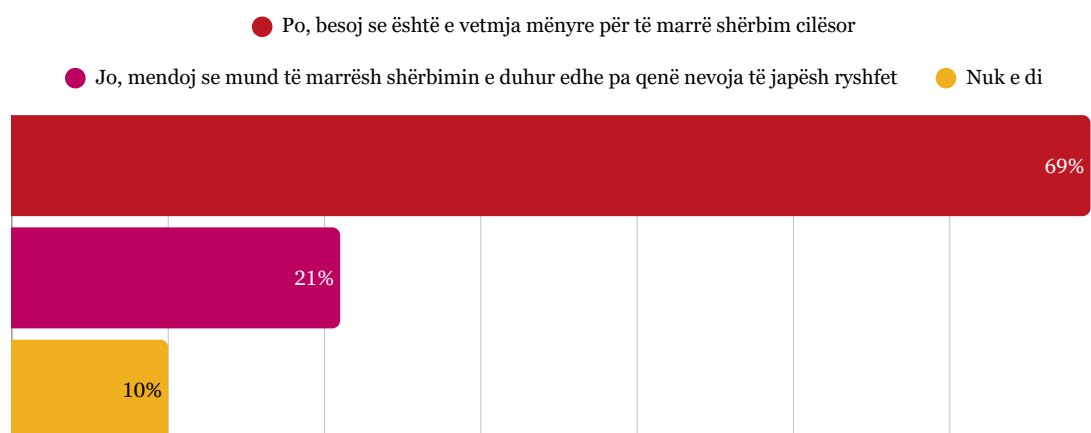 Po, besoj se është e vetmja mënyre për të marrë shërbim cilësor
Jo, mendoj se mund të marrësh shërbimin e duhur edhe pa qenë nevoja të japësh ryshfet
Nuk e di
69%
21%
10%